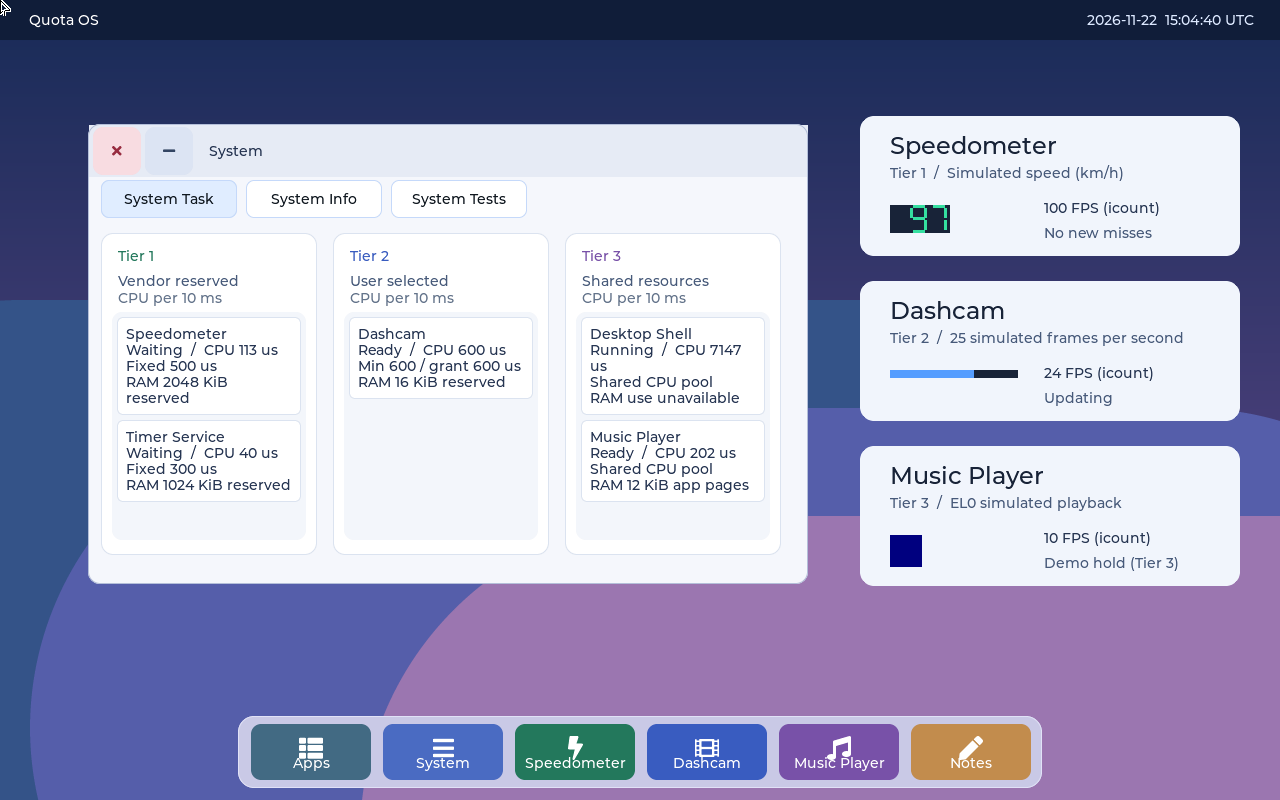 Quota OS
2026-11-22 15:04:40 UTC
System
System Task
System Info
System Tests
Tier 1
Vendor reserved
CPU per 10 ms
Speedometer
Waiting / CPU 113 us
Fixed 500 us
RAM 2048 KiB
reserved
Timer Service
Waiting / CPU 40 us
Fixed 300 us
RAM 1024 KiB reserved
Tier 2
User selected
CPU per 10 ms
Dashcam
Ready / CPU 600 us
Min 600 / grant 600 us
RAM 16 KiB reserved
Tier 3
Shared resources
CPU per 10 ms
Desktop Shell
Running / CPU 7147
us
Shared CPU pool
RAM use unavailable
Music Player
Ready / CPU 202 us
Shared CPU pool
RAM 12 KiB app pages
Speedometer
Tier 1 / Simulated speed (km/h)
97
100 FPS (icount)
No new misses
Dashcam
Tier 2 / 25 simulated frames per second
24 FPS (icount)
Updating
Music Player
Tier 3 / EL0 simulated playback
10 FPS (icount)
Demo hold (Tier 3)
Apps
System
Speedometer
Dashcam
Music Player
Notes